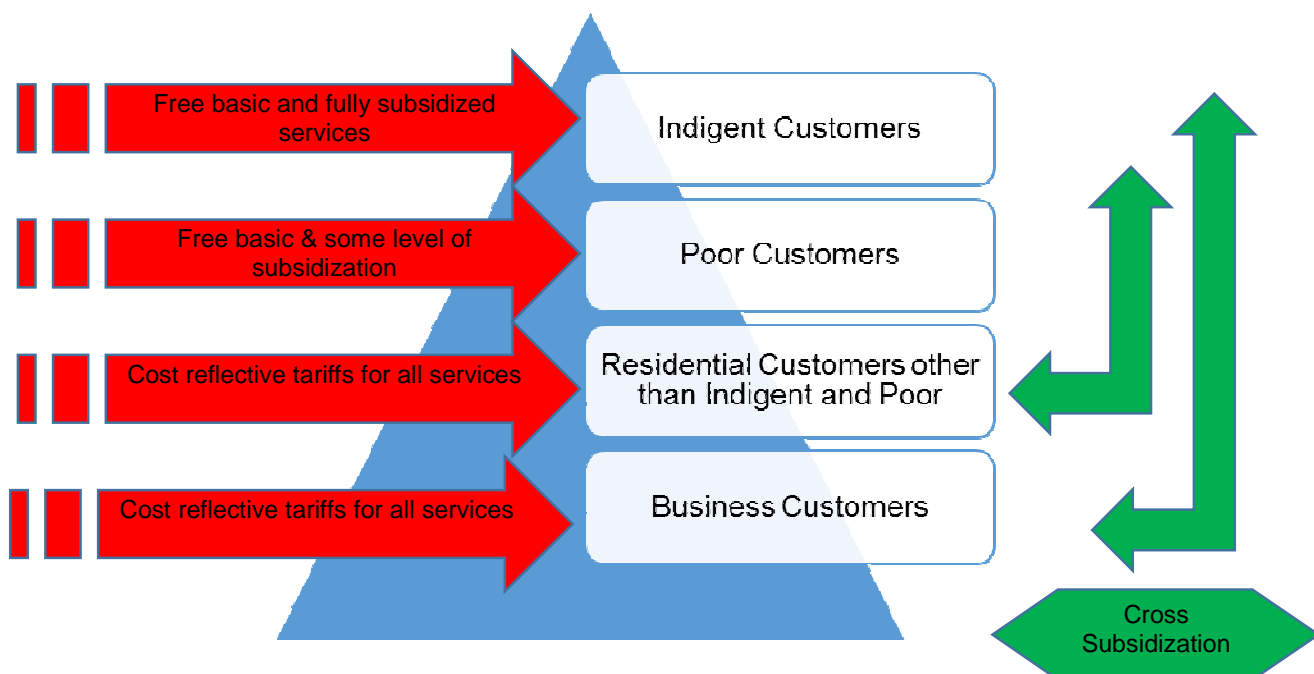 Free basic and fully subsidized
services
Indigent Customers
Free basic & some level of
subsidization
Poor Customers
Cost reflective tariffs for all services
Residential Customers other
than Indigent and Poor
Cost reflective tariffs for all services
Business Customers
Cross
Subsidization